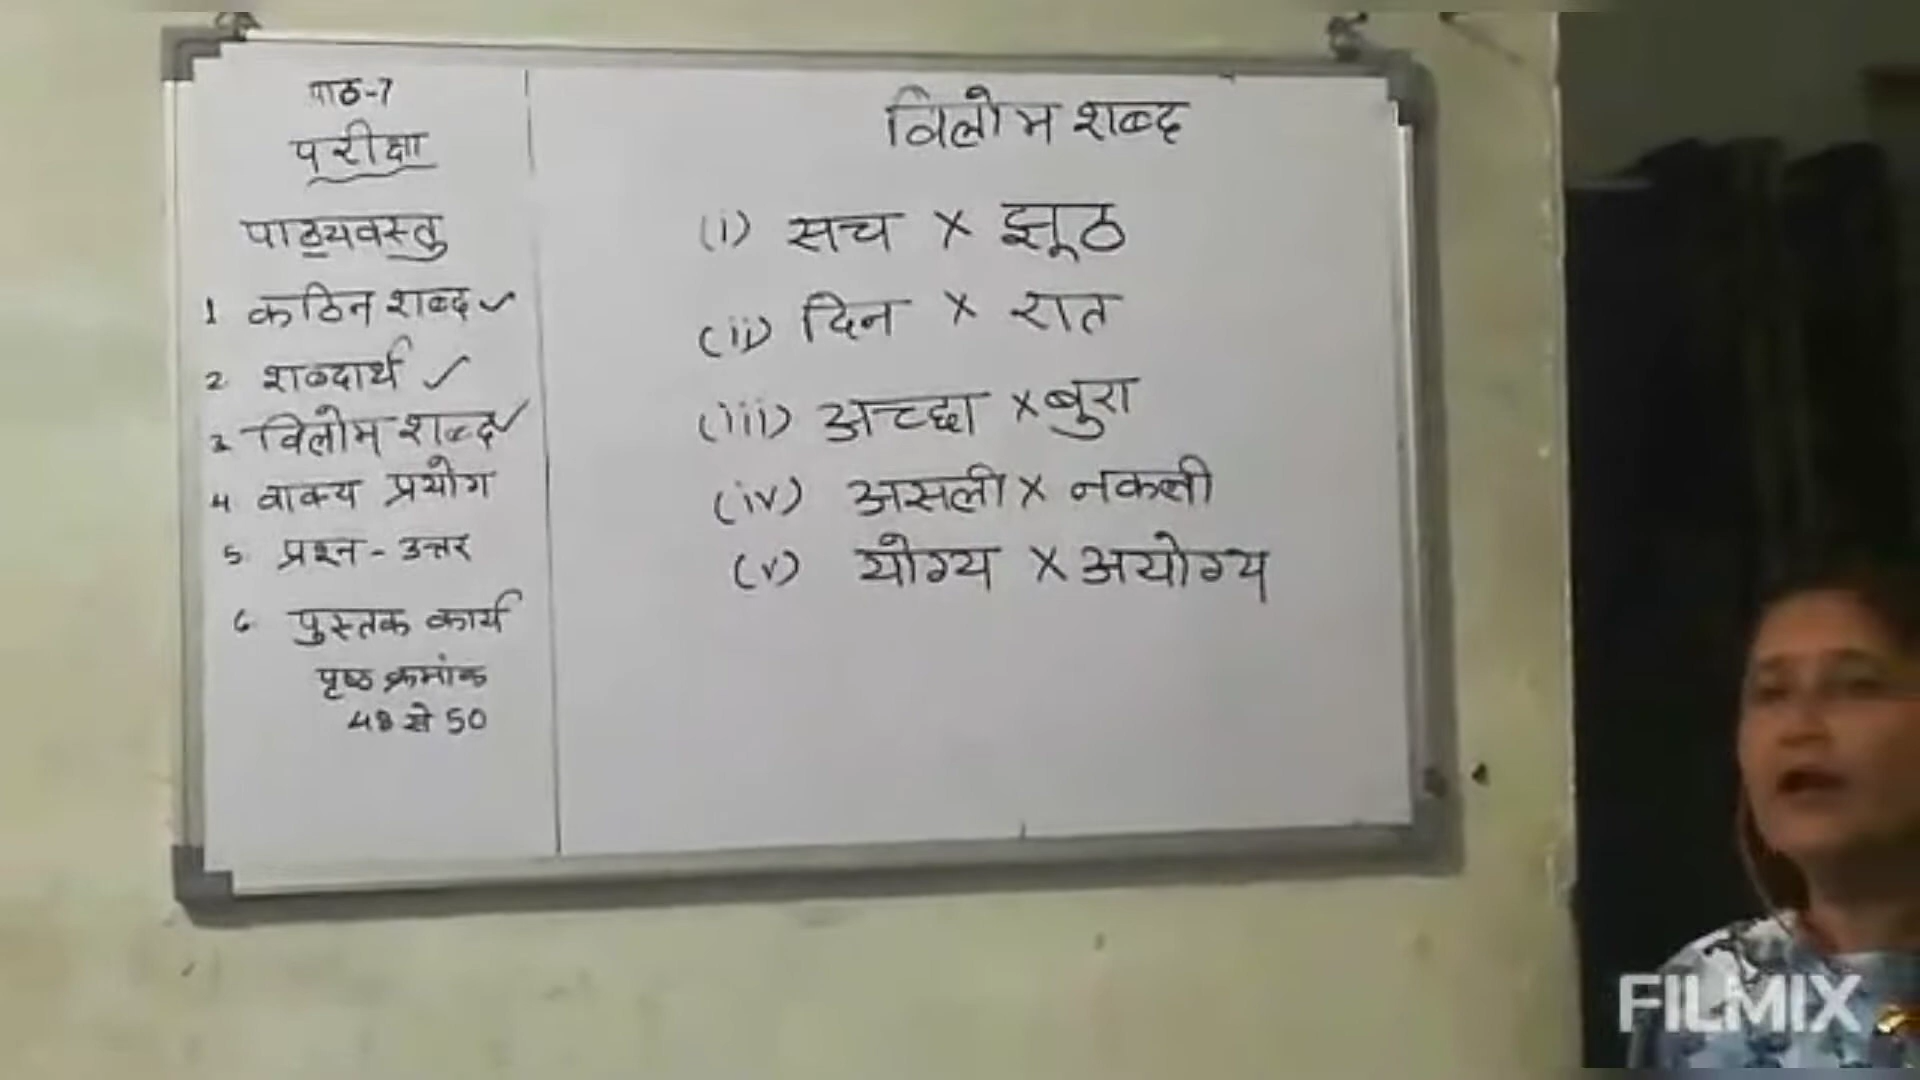 पाठ-7
परीक्षा
पाठ्यवस्तु
1 कठिन शब्द ✓
2 शब्दार्थ ✓
3 विलोम शब्द ✓
4 वाक्य प्रयोग
5. प्रश्न - उत्तर
6. पुस्तक कार्य
पृष्ठ क्रमांक
48 से 50
विलोम शब्द
(i) सच × झूठ
(ii) दिन × रात
(iii) अच्छा × बुरा
(iv) असली × नकली
(v) योग्य × अयोग्य
FILMIX